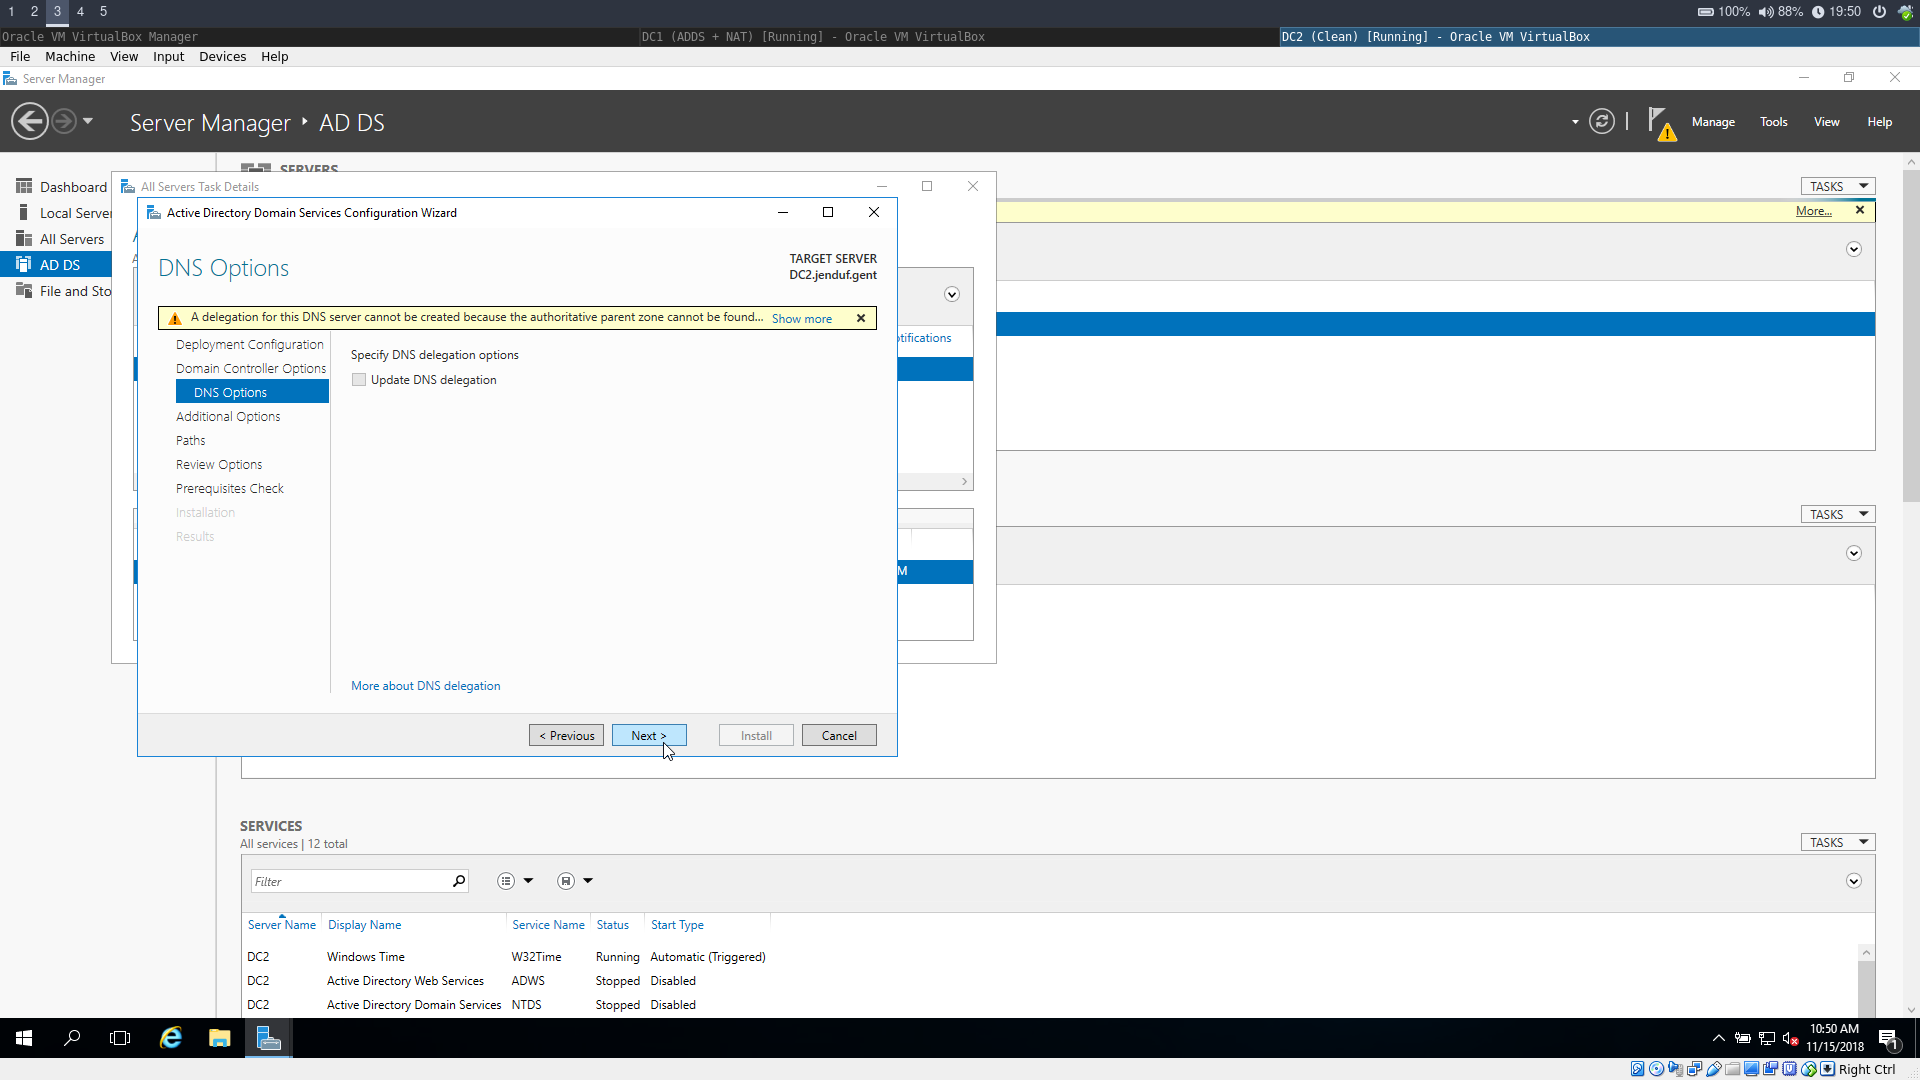 1 2 3 4 5
100% 88% 19:50
Oracle VM VirtualBox Manager
DC1 (ADDS + NAT) [Running] - Oracle VM VirtualBox
DC2 (Clean) [Running] - Oracle VM VirtualBox
File Machine View Input Devices Help
Server Manager
Server Manager ‣ AD DS
Manage Tools View Help
Dashboard
Local Server
All Servers
AD DS
File and Sto
SERVERS
TASKS
More...
All Servers Task Details
otifications
M
Active Directory Domain Services Configuration Wizard
DNS Options
TARGET SERVER
DC2.jenduf.gent
A delegation for this DNS server cannot be created because the authoritative parent zone cannot be found... Show more
Deployment Configuration
Domain Controller Options
DNS Options
Additional Options
Paths
Review Options
Prerequisites Check
Installation
Results
Specify DNS delegation options
Update DNS delegation
More about DNS delegation
< Previous Next > Install Cancel
TASKS
SERVICES
All services | 12 total
TASKS
Filter
Server Name Display Name Service Name Status Start Type
DC2 Windows Time W32Time Running Automatic (Triggered)
DC2 Active Directory Web Services ADWS Stopped Disabled
DC2 Active Directory Domain Services NTDS Stopped Disabled
10:50 AM
11/15/2018
1
Right Ctrl